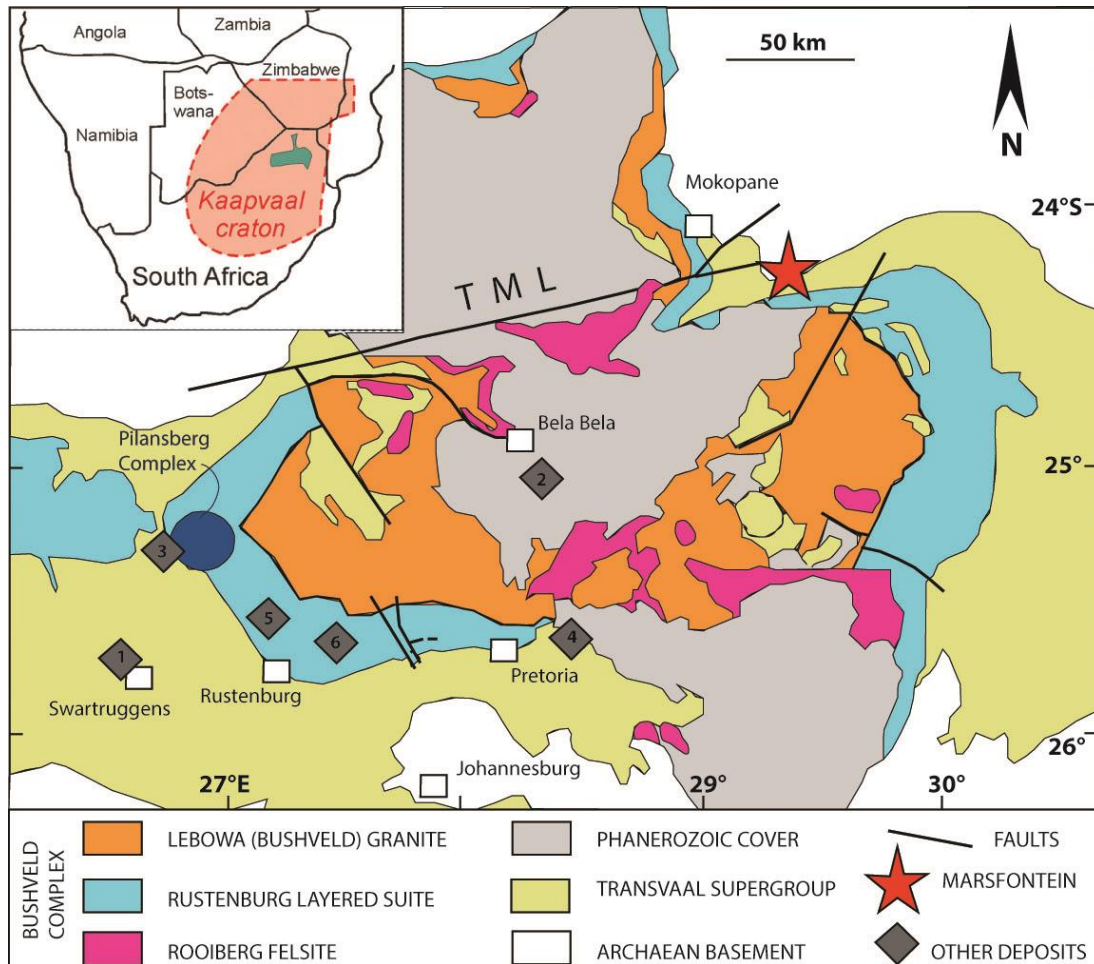 Angola
Zambia
Zimbabwe
Bots-
wana
Namibia
Kaapvaal
craton
South Africa
50 km
N
Mokopane
24°S
TML
Bela Bela
Pilansberg
Complex
25°
2
3
5
6
4
1
Swartruggens
Rustenburg
Pretoria
Johannesburg
26°
27°E
29°
30°
BUSHVELD
COMPLEX
LEBOWA (BUSHVELD) GRANITE
RUSTENBURG LAYERED SUITE
ROOIBERG FELSITE
PHANEROZOIC COVER
TRANSVAAL SUPERGROUP
ARCHAEAN BASEMENT
FAULTS
MARSFONTEIN
OTHER DEPOSITS